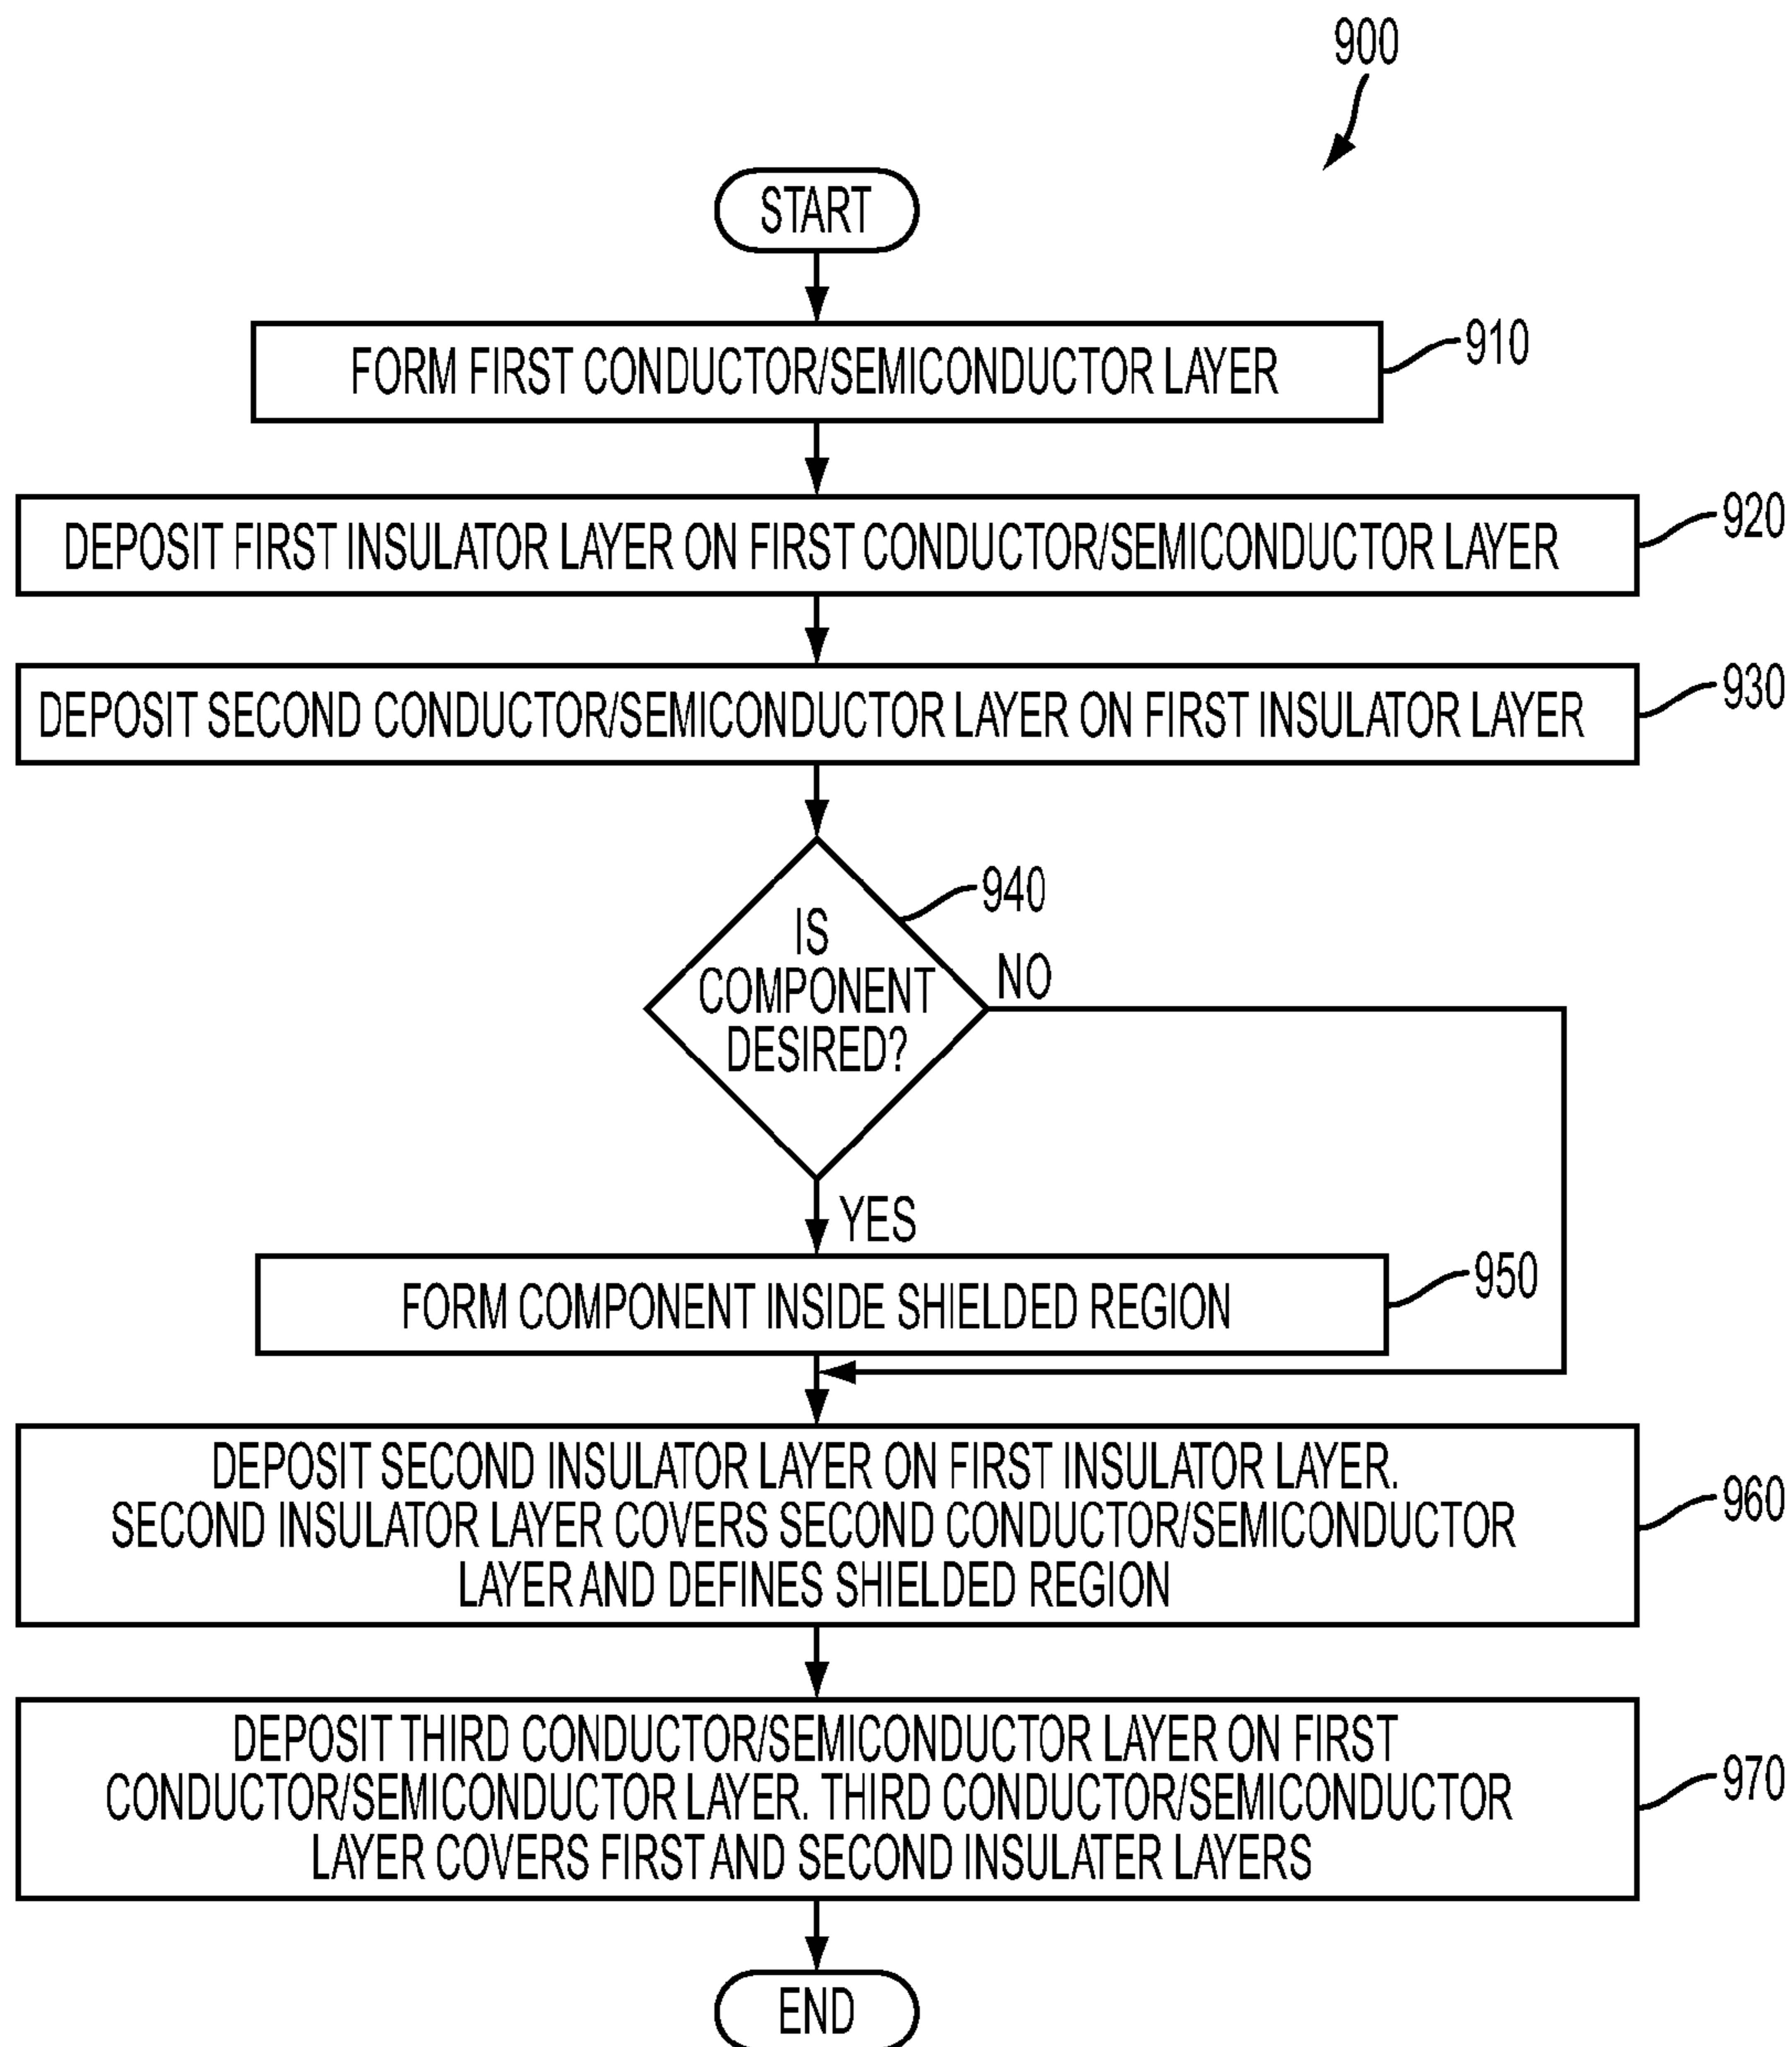 900
START
FORM FIRST CONDUCTOR/SEMICONDUCTOR LAYER
910
DEPOSIT FIRST INSULATOR LAYER ON FIRST CONDUCTOR/SEMICONDUCTOR LAYER
920
DEPOSIT SECOND CONDUCTOR/SEMICONDUCTOR LAYER ON FIRST INSULATOR LAYER
930
940
IS
COMPONENT
DESIRED?
NO
YES
FORM COMPONENT INSIDE SHIELDED REGION
950
DEPOSIT SECOND INSULATOR LAYER ON FIRST INSULATOR LAYER.
SECOND INSULATOR LAYER COVERS SECOND CONDUCTOR/SEMICONDUCTOR
LAYER AND DEFINES SHIELDED REGION
960
DEPOSIT THIRD CONDUCTOR/SEMICONDUCTOR LAYER ON FIRST
CONDUCTOR/SEMICONDUCTOR LAYER. THIRD CONDUCTOR/SEMICONDUCTOR
LAYER COVERS FIRST AND SECOND INSULATER LAYERS
970
END